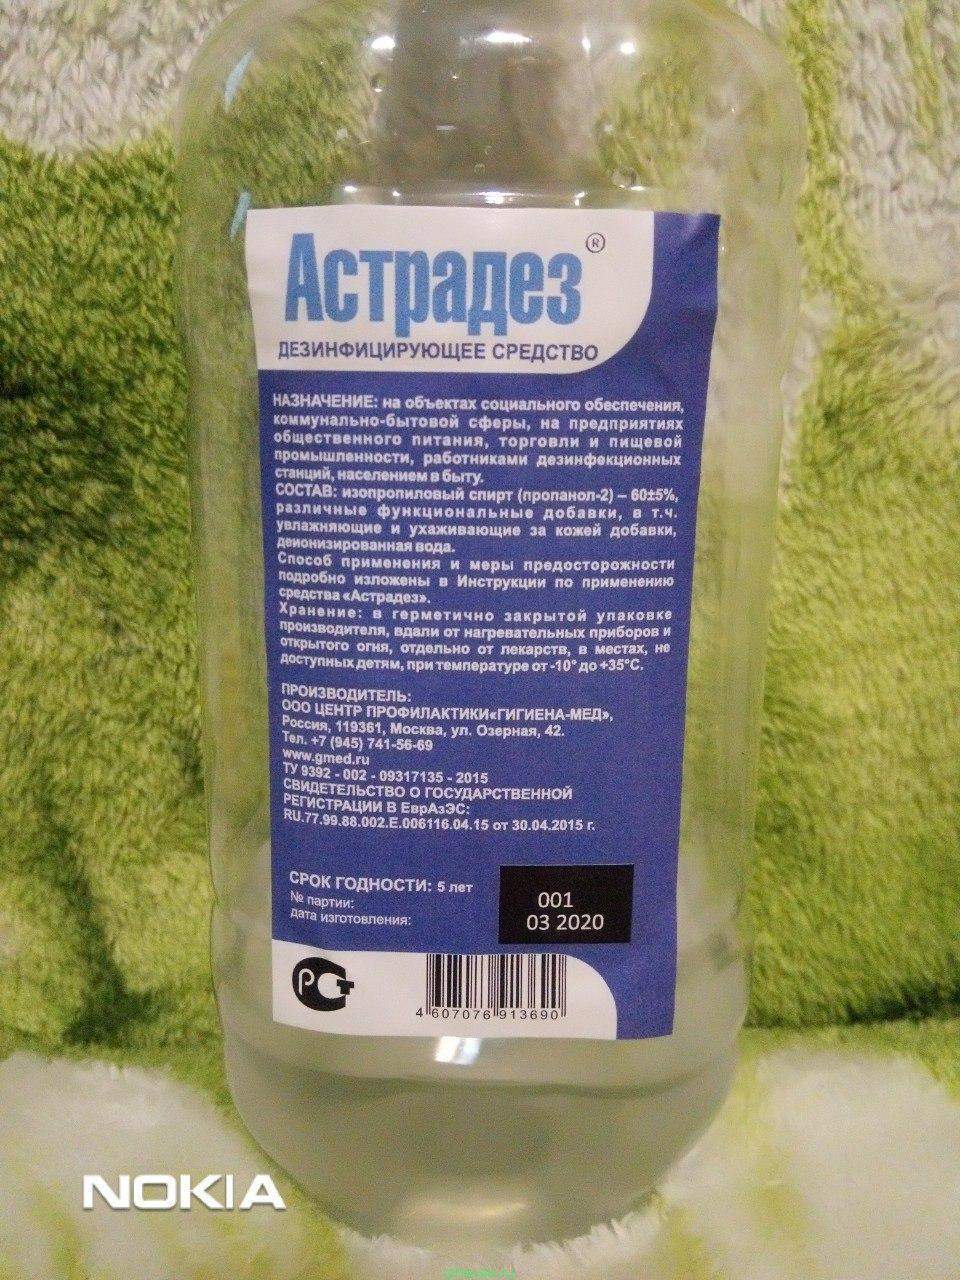 Астрадез®
ДЕЗИНФИЦИРУЮЩЕЕ СРЕДСТВО
НАЗНАЧЕНИЕ: на объектах социального обеспечения,
коммунально-бытовой сферы, на предприятиях
общественного питания, торговли и пищевой
промышленности, работниками дезинфекционных
станций, населением в быту.
СОСТАВ: изопропиловый спирт (пропанол-2) – 60±5%,
различные функциональные добавки, в т.ч.
увлажняющие и ухаживающие за кожей добавки,
деионизированная вода.
Способ применения и меры предосторожности
подробно изложены в Инструкции по применению
средства «Астрадез».
Хранение: в герметично закрытой упаковке
производителя, вдали от нагревательных приборов и
открытого огня, отдельно от лекарств, в местах, не
доступных детям, при температуре от -10° до +35°С.
ПРОИЗВОДИТЕЛЬ:
ООО ЦЕНТР ПРОФИЛАКТИКИ«ГИГИЕНА-МЕД»,
Россия, 119361, Москва, ул. Озерная, 42.
Тел. +7 (945) 741-56-69
www.gmed.ru
ТУ 9392 - 002 - 09317135 - 2015
СВИДЕТЕЛЬСТВО О ГОСУДАРСТВЕННОЙ
РЕГИСТРАЦИИ В ЕврАзЭС:
RU.77.99.88.002.Е.006116.04.15 от 30.04.2015 г.
СРОК ГОДНОСТИ: 5 лет
№ партии: 001
дата изготовления: 03 2020
РСТ
4 607076 913690
NOKIA